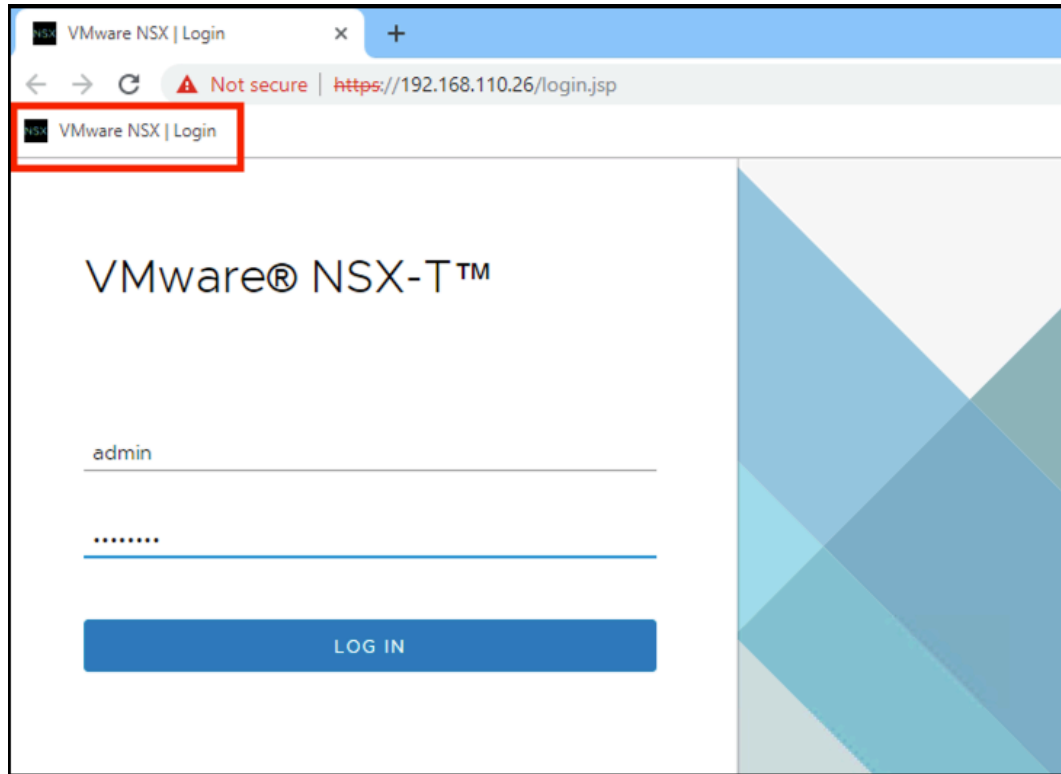 NSX VMware NSX | Login
Not secure | https://192.168.110.26/login.jsp
NSX VMware NSX | Login
VMware® NSX-T™
admin
........
LOG IN